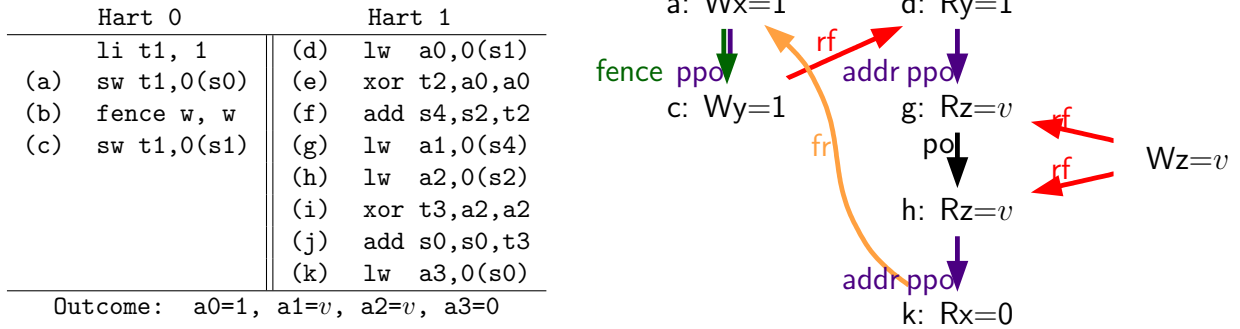 Hart 0 Hart 1
li t1, 1 (d) lw a0,0(s1)
(a) sw t1,0(s0) (e) xor t2,a0,a0
(b) fence w, w (f) add s4,s2,t2
(c) sw t1,0(s1) (g) lw a1,0(s4)
(h) lw a2,0(s2)
(i) xor t3,a2,a2
(j) add s0,s0,t3
(k) lw a3,0(s0)
Outcome: a0=1, a1=v, a2=v, a3=0
a: Wx=1 d: Ry=1
rf
fence ppo addr ppo
c: Wy=1 g: Rz=v
rf
fr po
Wz=v
rf
h: Rz=v
addr ppo
k: Rx=0